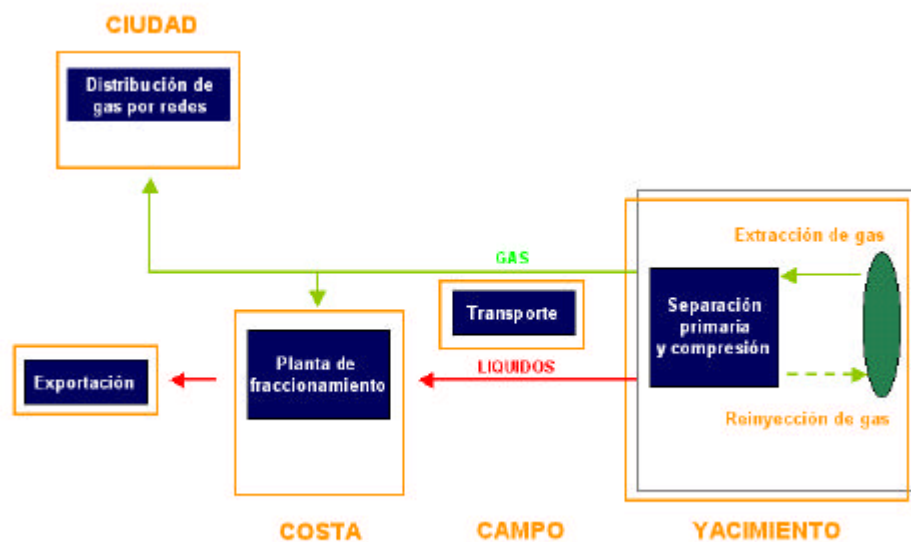 CIUDAD
Distribución de
gas por redes
Extracción de gas
GAS
Transporte
Separación
primaria
y compresión
Planta de
fraccionamiento
LIQUIDOS
Exportación
Reinyección de gas
COSTA
CAMPO
YACIMIENTO